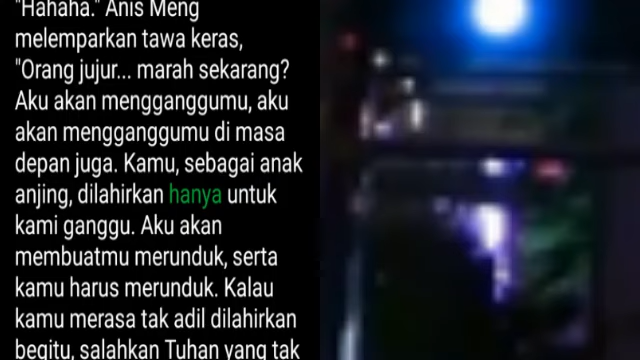 "Hahaha." Anis Meng
melemparkan tawa keras,
"Orang jujur... marah sekarang?
Aku akan mengganggumu, aku
akan mengganggumu di masa
depan juga. Kamu, sebagai anak
anjing, dilahirkan hanya untuk
kami ganggu. Aku akan
membuatmu merunduk, serta
kamu harus merunduk. Kalau
kamu merasa tak adil dilahirkan
begitu, salahkan Tuhan yang tak